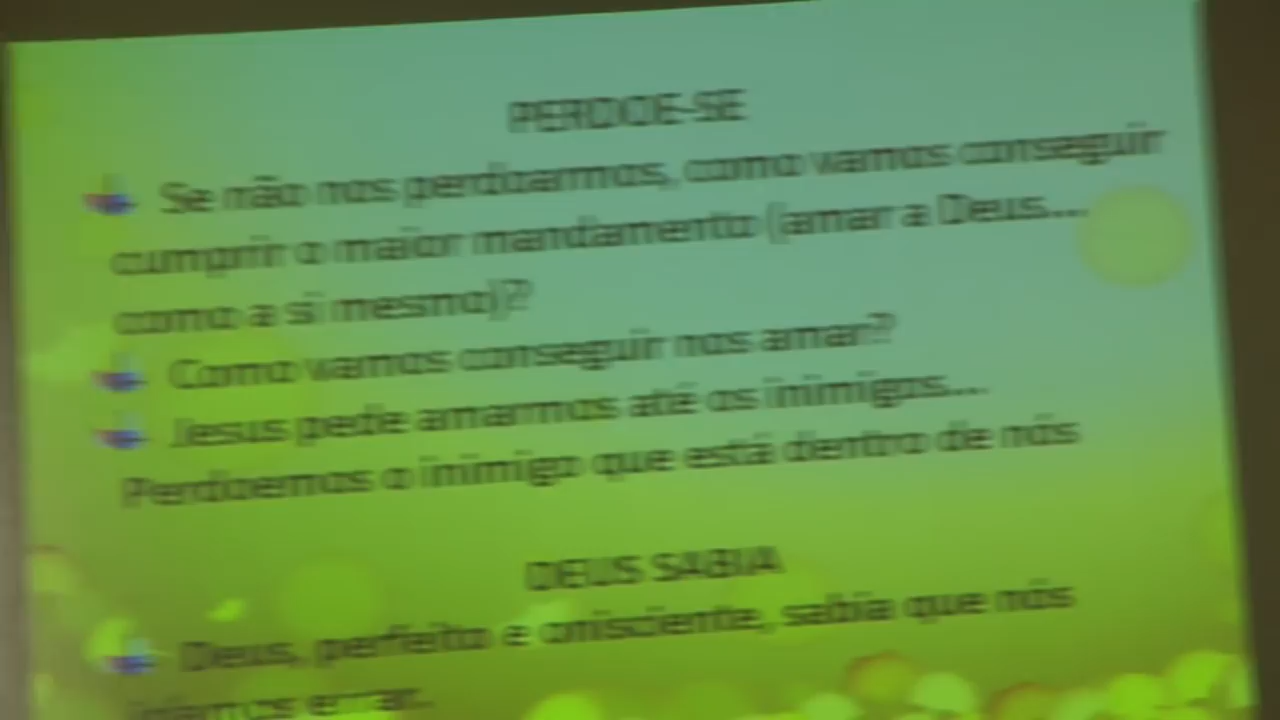 PERDOE-SE
Se não nos perdoarmos, como vamos conseguir
cumprir o maior mandamento (amar a Deus...
como a si mesmo)?
Como vamos conseguir nos amar?
Jesus pede amarmos até os inimigos...
Perdoemos o inimigo que está dentro de nós
DEUS SABIA
Deus, perfeito e onisciente, sabia que nós
iríamos errar.